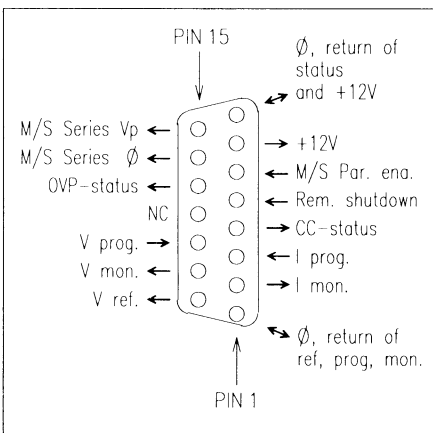 PIN 15
Ø, return of
status
and +12V
M/S Series Vp
M/S Series Ø
OVP-status
NC
V prog.
V mon.
V ref.
+12V
M/S Par. ena.
Rem. shutdown
CC-status
I prog.
I mon.
Ø, return of
ref, prog, mon.
PIN 1